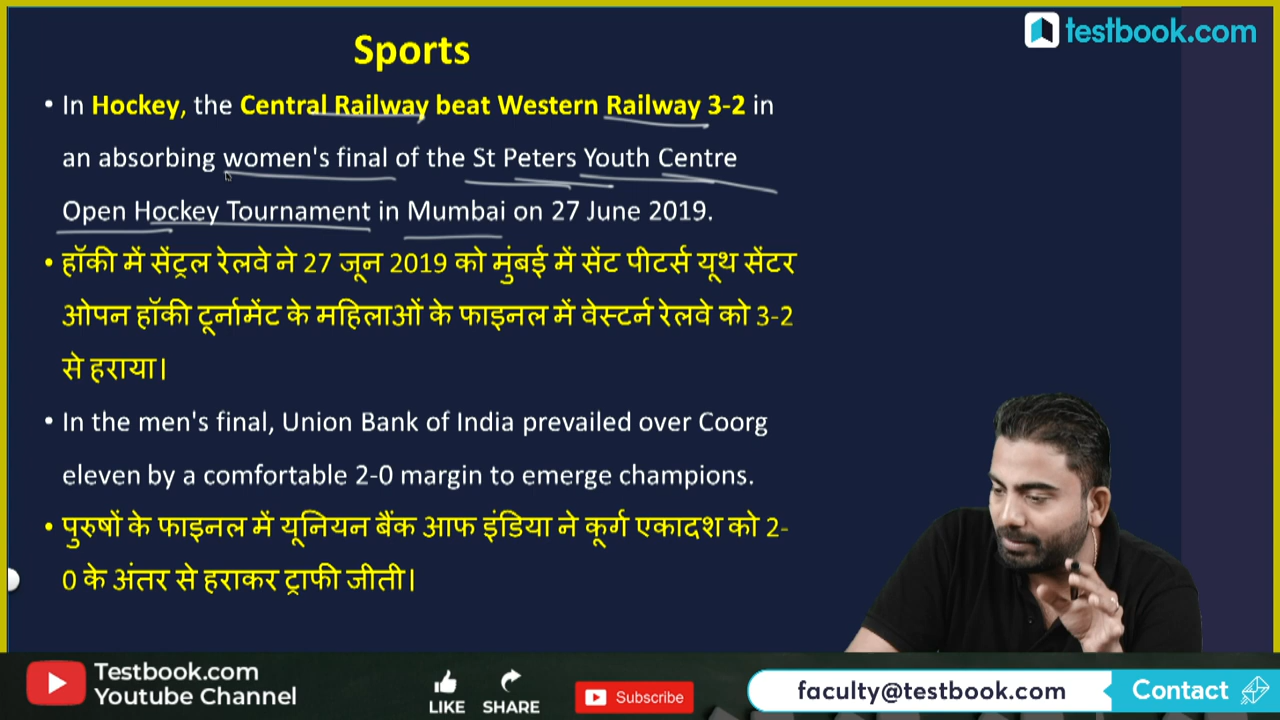 Sports
testbook.com
• In Hockey, the Central Railway beat Western Railway 3-2 in
an absorbing women's final of the St Peters Youth Centre
Open Hockey Tournament in Mumbai on 27 June 2019.
• हॉकी में सेंट्रल रेलवे ने 27 जून 2019 को मुंबई में सेंट पीटर्स यूथ सेंटर
ओपन हॉकी टूर्नामेंट के महिलाओं के फाइनल में वेस्टर्न रेलवे को 3-2
से हराया।
• In the men's final, Union Bank of India prevailed over Coorg
eleven by a comfortable 2-0 margin to emerge champions.
• पुरुषों के फाइनल में यूनियन बैंक आफ इंडिया ने कूर्ग एकादश को 2-
0 के अंतर से हराकर ट्राफी जीती।
Testbook.com
Youtube Channel
LIKE
SHARE
Subscribe
faculty@testbook.com
Contact